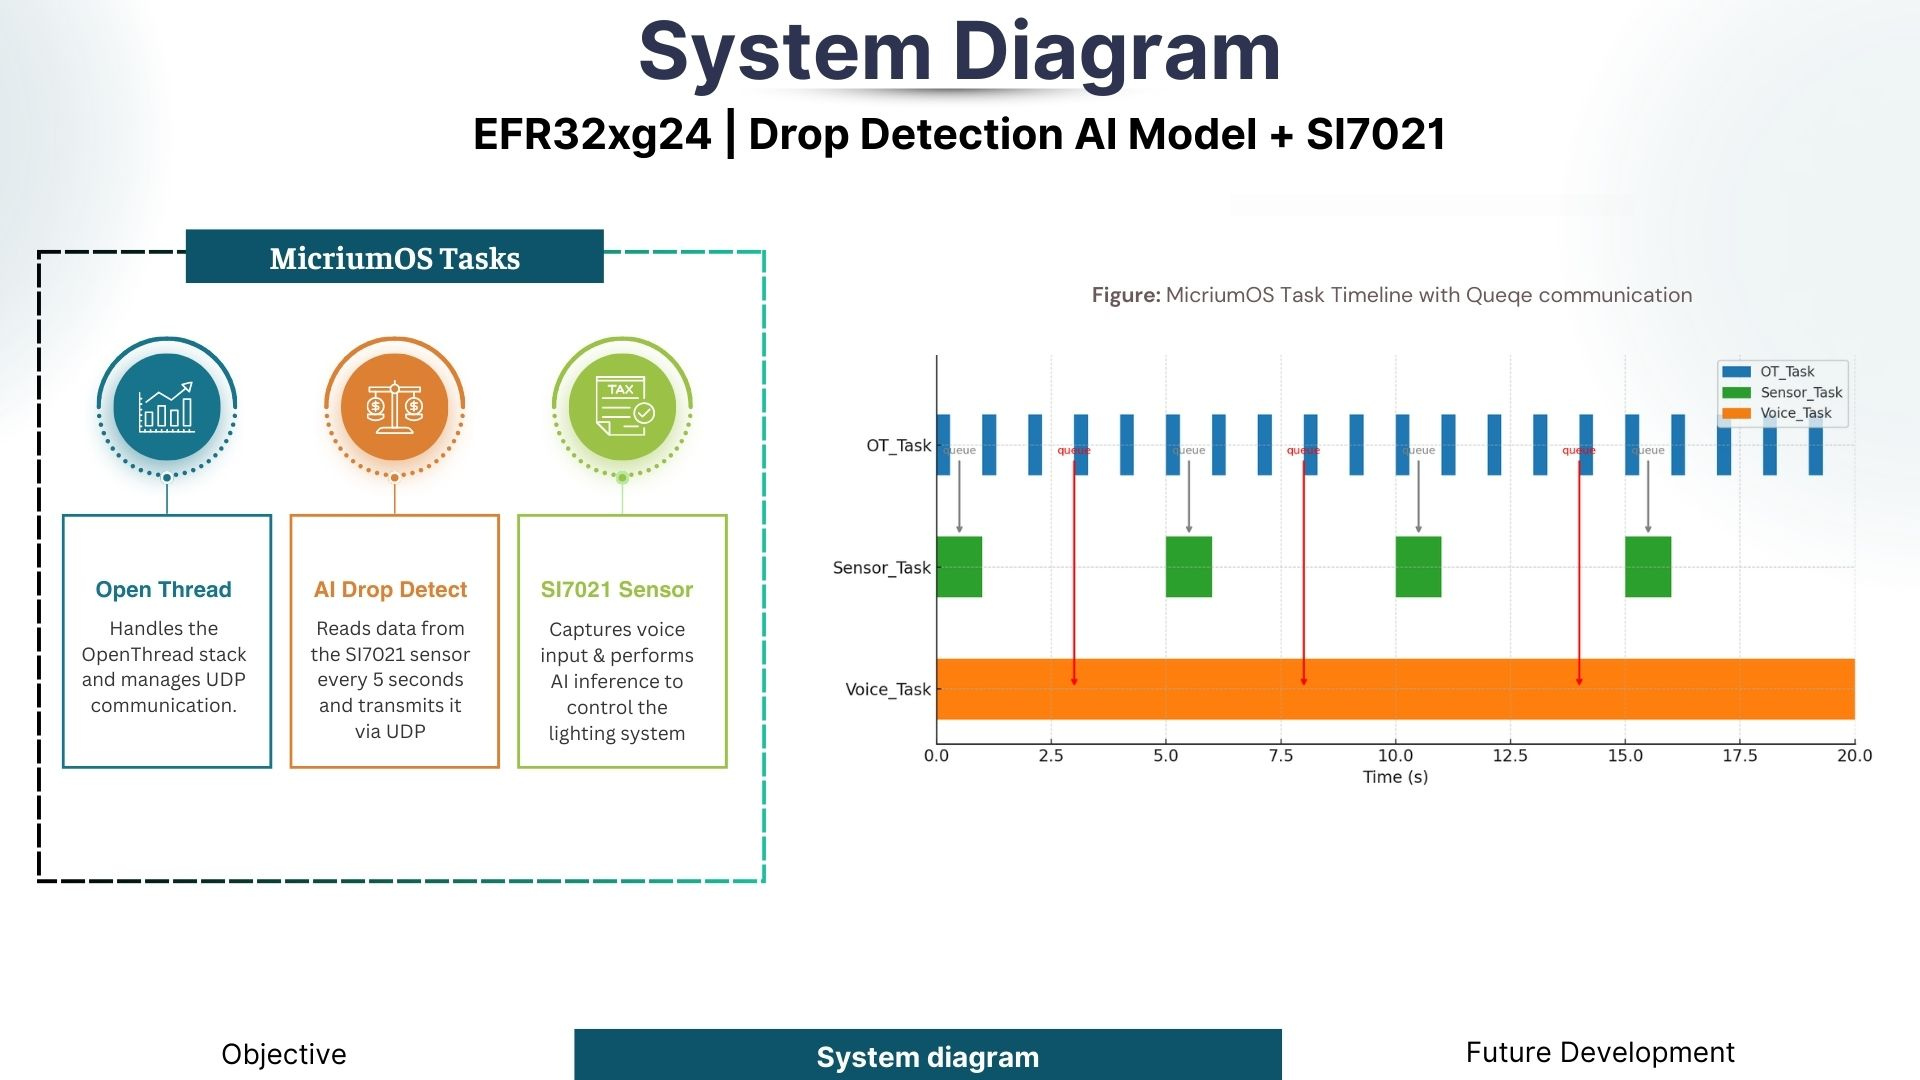 System Diagram
EFR32xg24 | Drop Detection AI Model + SI7021
MicriumOS Tasks
TAX
$ $
Open Thread
Handles the
OpenThread stack
and manages UDP
communication.
AI Drop Detect
Reads data from
the SI7021 sensor
every 5 seconds
and transmits it
via UDP
SI7021 Sensor
Captures voice
input & performs
AI inference to
control the
lighting system
Figure: MicriumOS Task Timeline with Queqe communication
OT_Task
Sensor_Task
Voice_Task
OT_Task
queue queue queue queue queue queue queue
Sensor_Task
Voice_Task
0.0 2.5 5.0 7.5 10.0 12.5 15.0 17.5 20.0
Time (s)
Objective
System diagram
Future Development